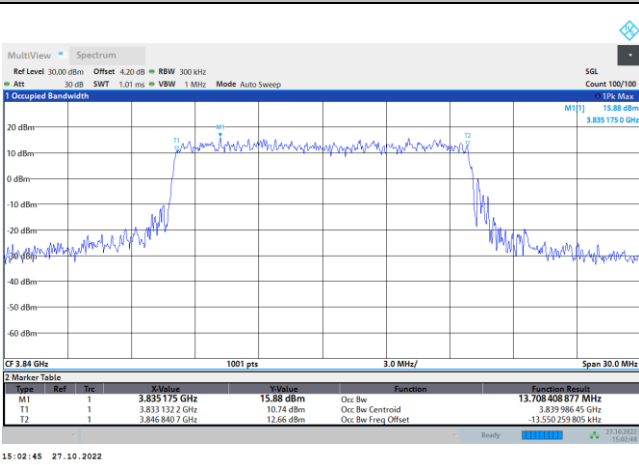 MultiView Spectrum
Ref Level 30.00 dBm Offset 4.20 dB RBW 300 kHz SGL
Att 30 dB SWT 1.01 ms VBW 1 MHz Mode Auto Sweep Count 100/100
1 Occupied Bandwidth 1Pk Max
M1[1] 15.88 dBm
3.835 175 0 GHz
20 dBm
T1 M1 T2
10 dBm
0 dBm
-10 dBm
-20 dBm
-30 dBm
-40 dBm
-50 dBm
-60 dBm
CF 3.84 GHz 1001 pts 3.0 MHz/ Span 30.0 MHz
2 Marker Table
Type Ref Trc X-Value Y-Value Function Function Result
M1 1 3.835 175 GHz 15.88 dBm Occ Bw 13.708 408 877 MHz
T1 1 3.833 132 2 GHz 10.74 dBm Occ Bw Centroid 3.839 986 45 GHz
T2 1 3.846 840 7 GHz 12.66 dBm Occ Bw Freq Offset -13.550 259 805 kHz
Ready 27.10.2022
15:02:44
15:02:45 27.10.2022